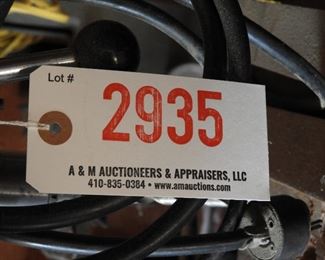 Lot #
2935
A & M AUCTIONEERS & APPRAISERS, LLC
410-835-0384 • www.amauctions.com